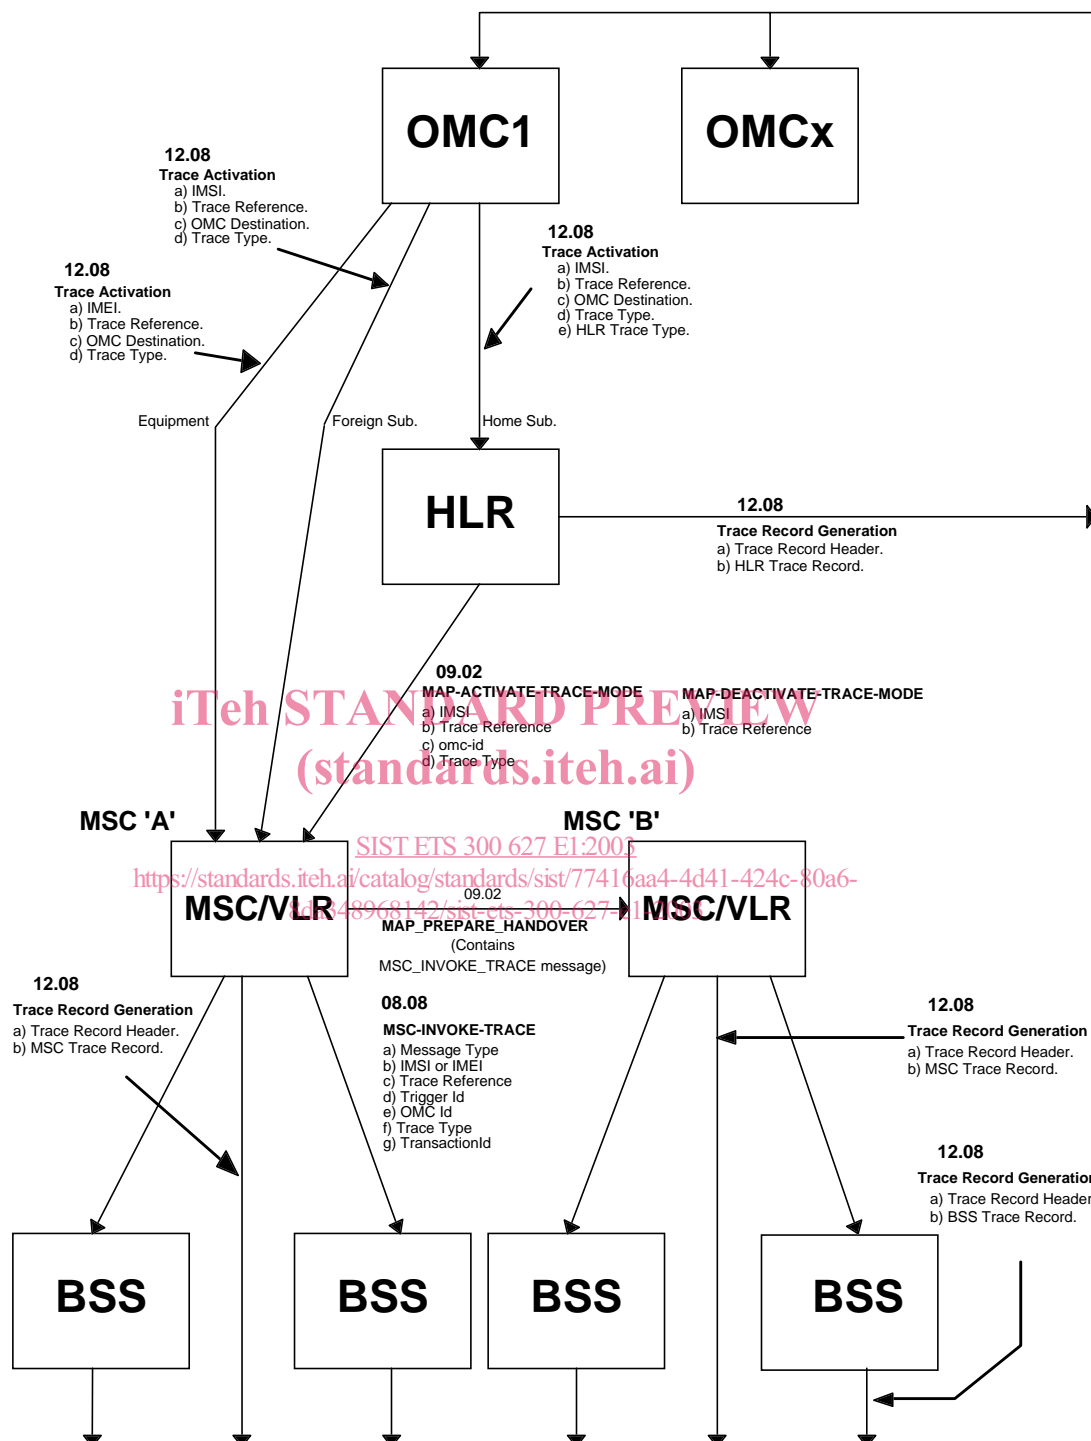 OMC1
OMCx
12.08
Trace Activation
a) IMSI.
b) Trace Reference.
c) OMC Destination.
d) Trace Type.
12.08
Trace Activation
a) IMSI.
b) Trace Reference.
c) OMC Destination.
d) Trace Type.
e) HLR Trace Type.
12.08
Trace Activation
a) IMEI.
b) Trace Reference.
c) OMC Destination.
d) Trace Type.
Equipment
Foreign Sub.
Home Sub.
HLR
12.08
Trace Record Generation
a) Trace Record Header.
b) HLR Trace Record.
09.02
MAP-ACTIVATE-TRACE-MODE
a) IMSI
b) Trace Reference
c) omc-id
d) Trace Type
MAP-DEACTIVATE-TRACE-MODE
a) IMSI
b) Trace Reference
iTeh STANDARD PREVIEW
(standards.iteh.ai)
MSC 'A'
MSC 'B'
SIST ETS 300 627 E1:2003
https://standards.iteh.ai/catalog/standards/sist/77416aa4-4d41-424c-80a6-
MSC/VLR
09.02
MSC/VLR
MAP_PREPARE_HANDOVER
(Contains
MSC_INVOKE_TRACE message)
12.08
Trace Record Generation
a) Trace Record Header.
b) MSC Trace Record.
08.08
MSC-INVOKE-TRACE
a) Message Type
b) IMSI or IMEI
c) Trace Reference
d) Trigger Id
e) OMC Id
f) Trace Type
g) TransactionId
12.08
Trace Record Generation
a) Trace Record Header.
b) MSC Trace Record.
12.08
Trace Record Generation
a) Trace Record Header
b) BSS Trace Record.
BSS
BSS
BSS
BSS